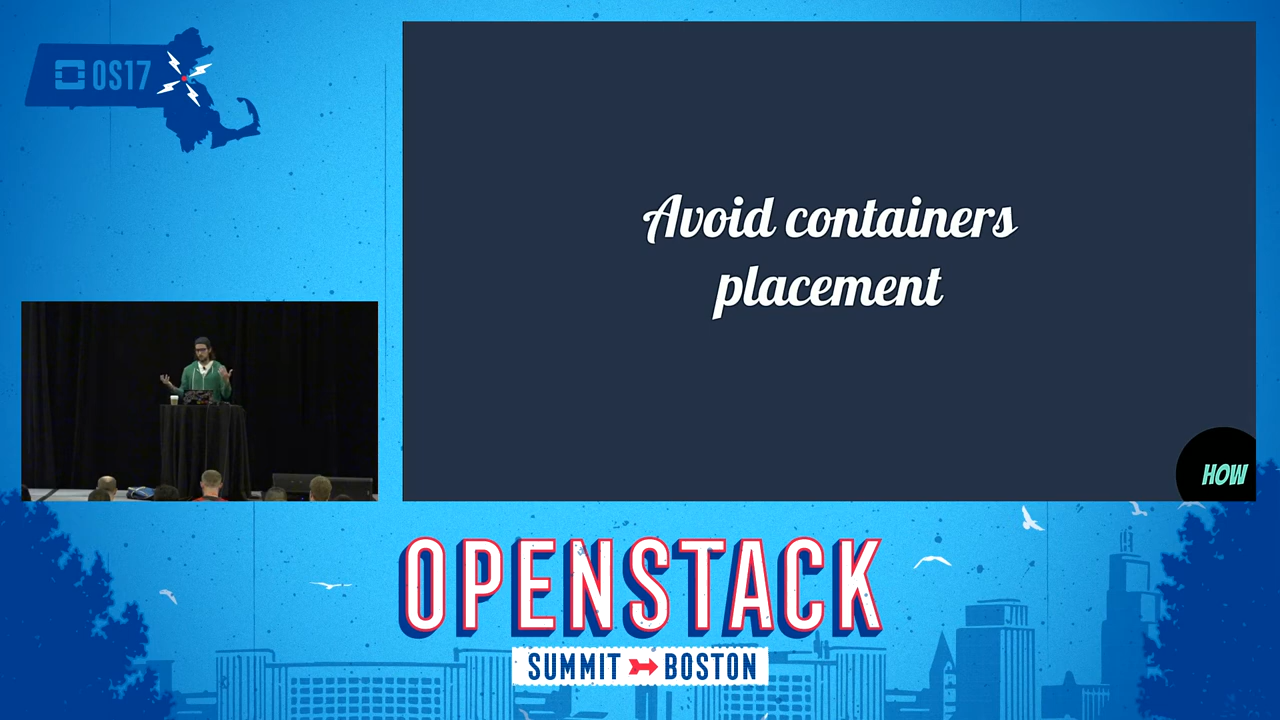 OS17
Avoid containers
placement
HOW
OPENSTACK
SUMMIT BOSTON